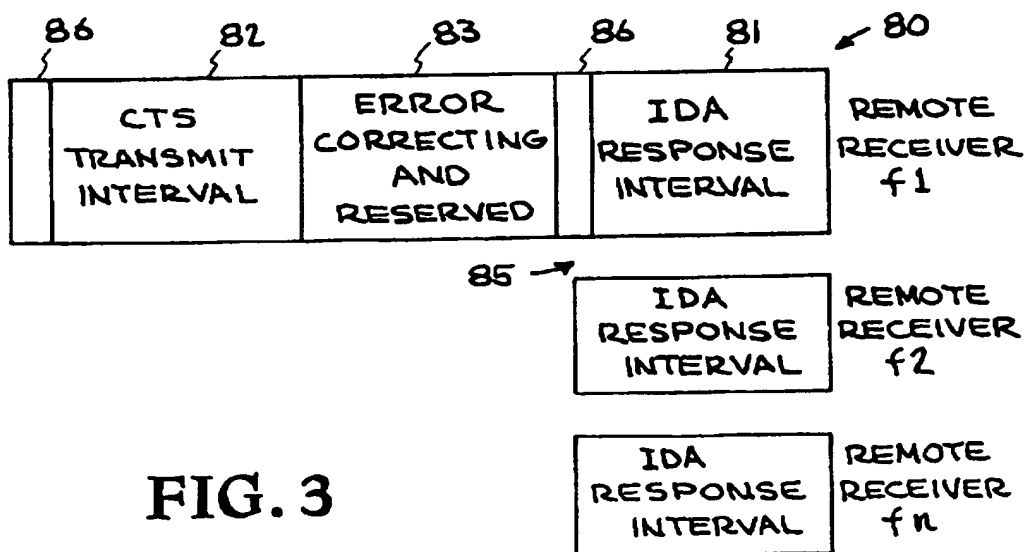 86 82 83 86 81 80
CTS
TRANSMIT
INTERVAL
ERROR
CORRECTING
AND
RESERVED
IDA
RESPONSE
INTERVAL
REMOTE
RECEIVER
f1
85
IDA
RESPONSE
INTERVAL
REMOTE
RECEIVER
f2
IDA
RESPONSE
INTERVAL
REMOTE
RECEIVER
fn
FIG. 3